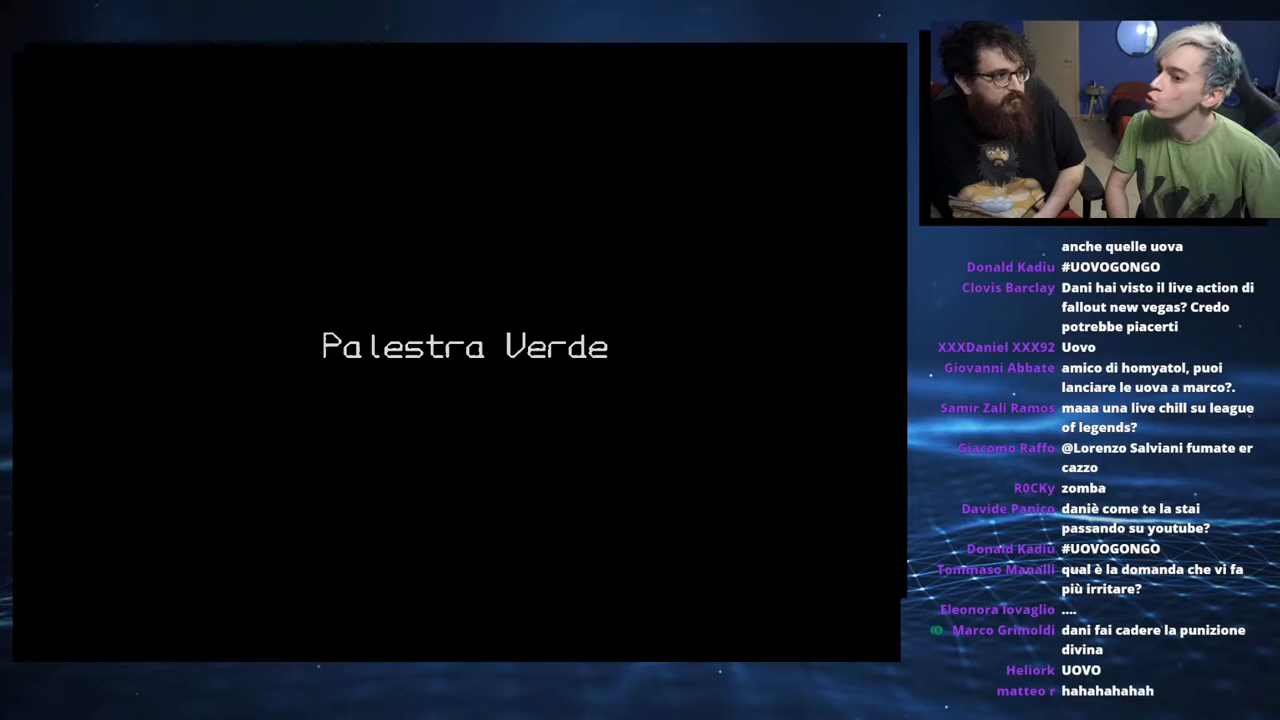 Palestra Verde
anche quelle uova
Donald Kadiu #UOVOGONGO
Clovis Barclay Dani hai visto il live action di
fallout new vegas? Credo
potrebbe piacerti
XXXDaniel XXX92 Uovo
Giovanni Abbate amico di homyatol, puoi
lanciare le uova a marco?.
Samir Zali Ramos maaa una live chill su league
of legends?
Giacomo Raffo @Lorenzo Salviani fumate er
cazzo
R0CKy zomba
Davide Panico daniè come te la stai
passando su youtube?
Donald Kadiu #UOVOGONGO
Tommaso Manalli qual è la domanda che vi fa
più irritare?
Eleonora lovaglio ....
Marco Grimoldi dani fai cadere la punizione
divina
Heliork UOVO
matteo r hahahahahah